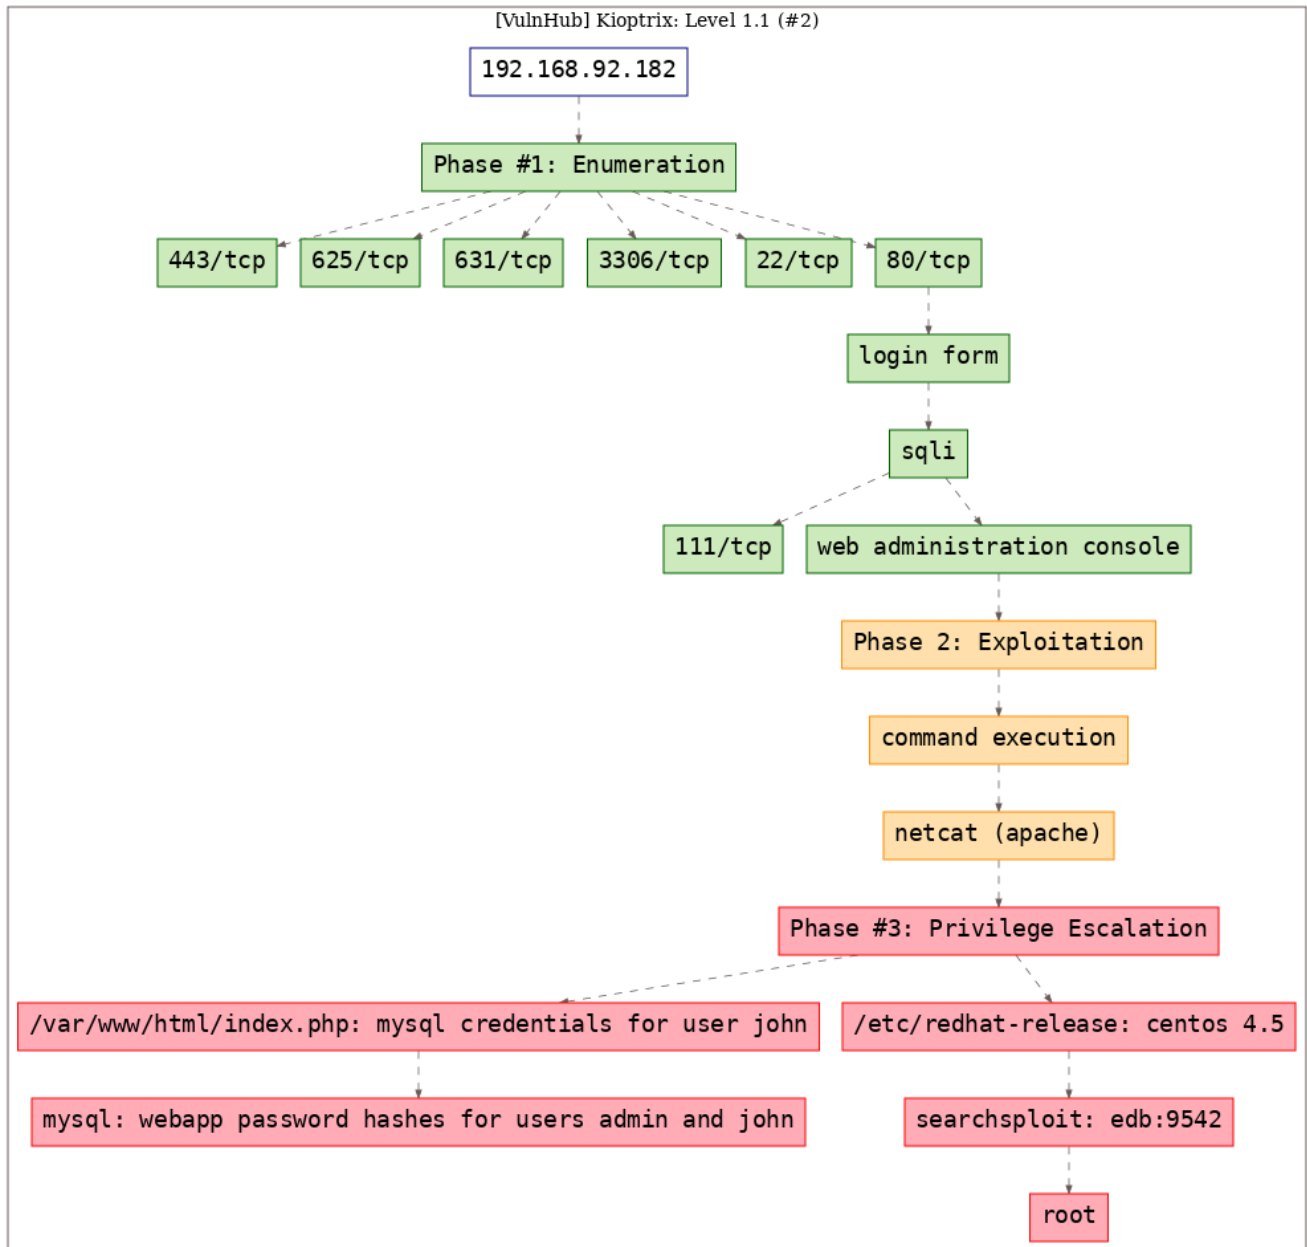 [VulnHub] Kioptrix: Level 1.1 (#2)
192.168.92.182
Phase #1: Enumeration
443/tcp
625/tcp
631/tcp
3306/tcp
22/tcp
80/tcp
login form
sqli
111/tcp
web administration console
Phase 2: Exploitation
command execution
netcat (apache)
Phase #3: Privilege Escalation
/var/www/html/index.php: mysql credentials for user john
/etc/redhat-release: centos 4.5
mysql: webapp password hashes for users admin and john
searchsploit: edb:9542
root